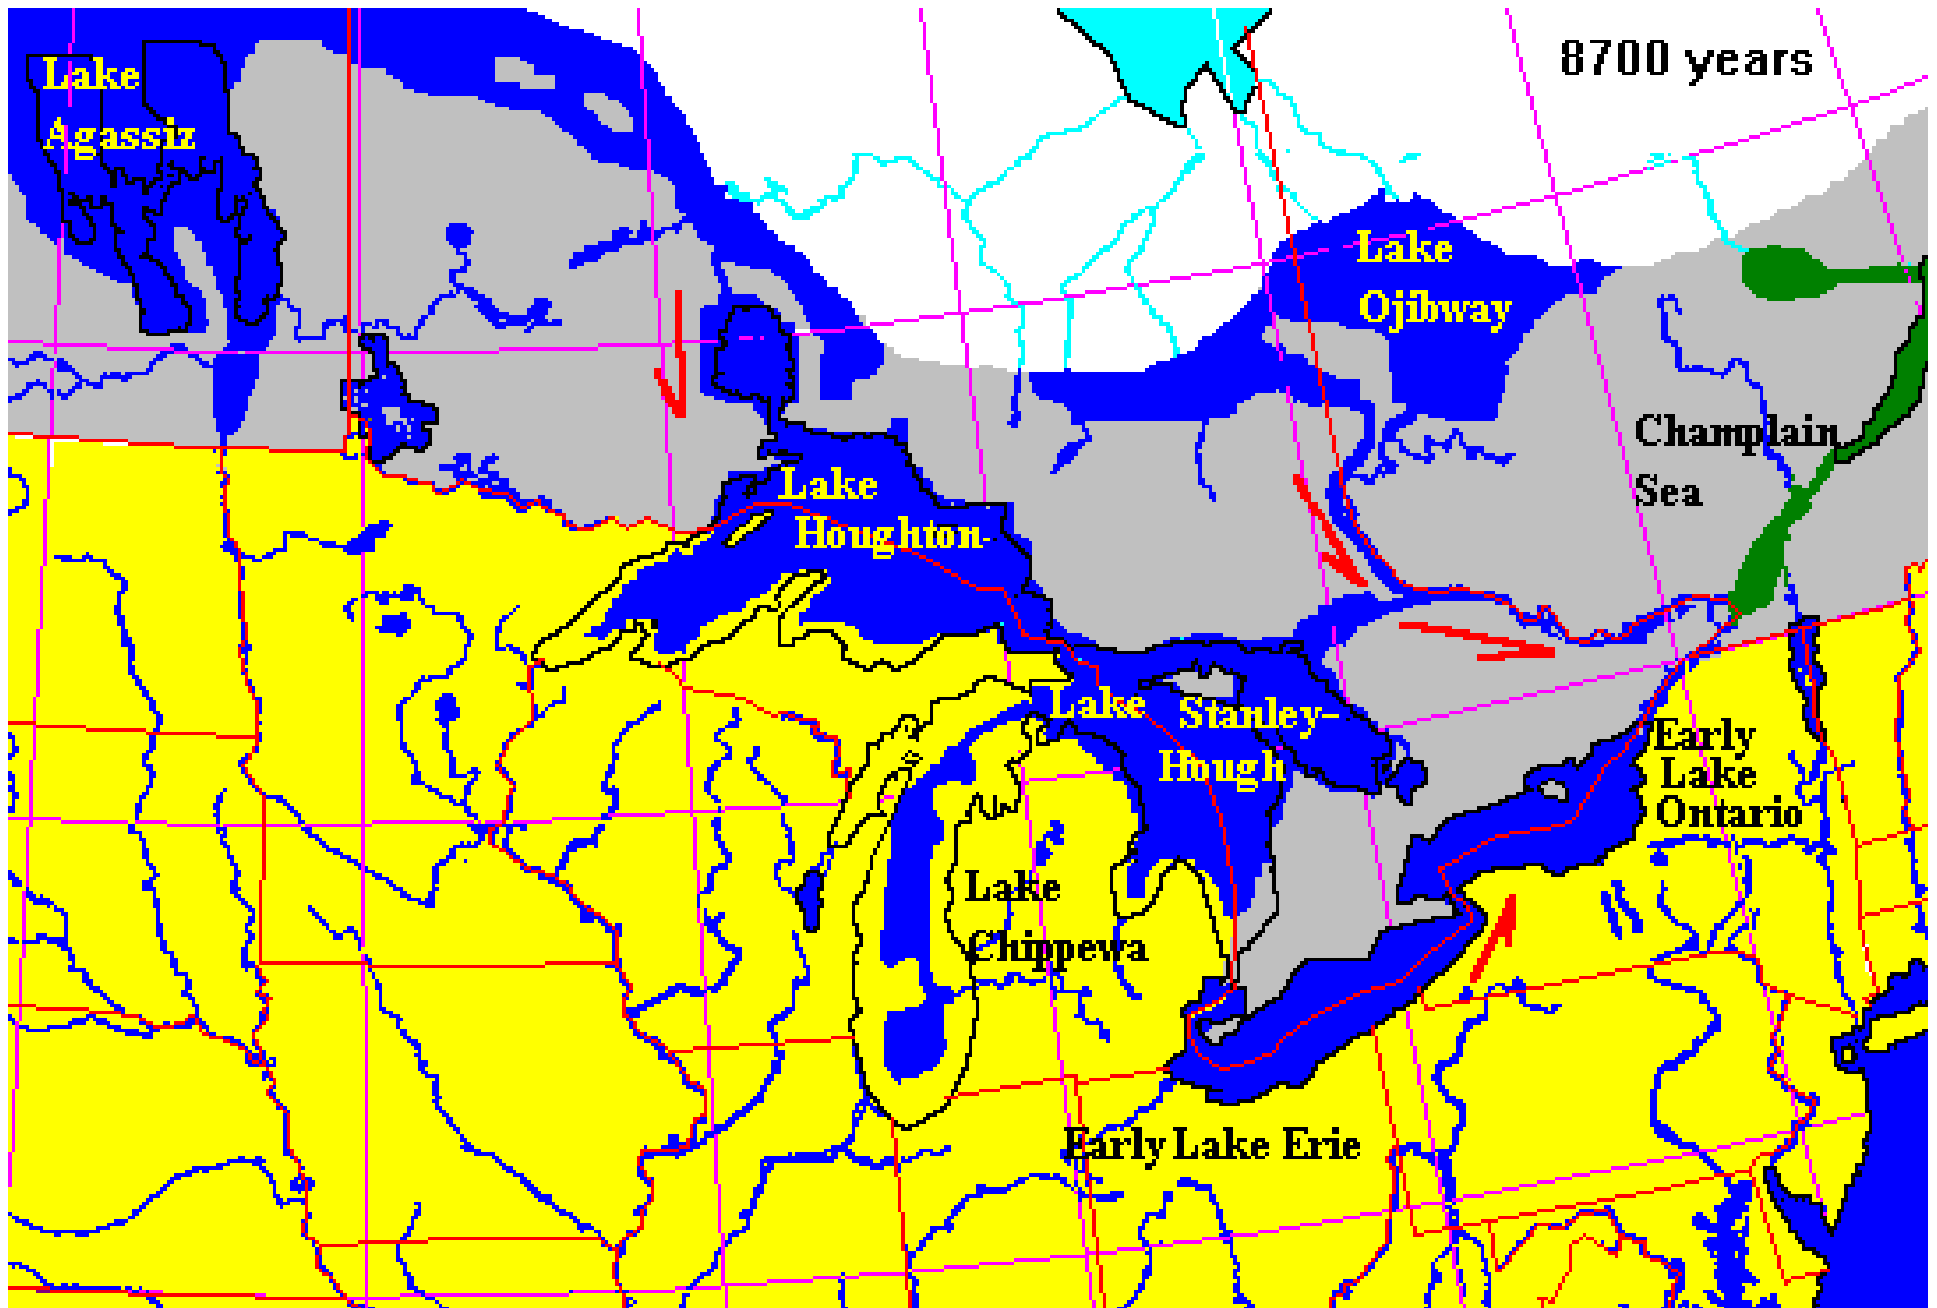 8700 years
Lake
Agassiz
Lake
Ojibway
Champlain
Sea
Lake
Houghton-
Lake Stanley-
Hough
Early
Lake
Ontario
Lake
Chippewa
Early Lake Erie